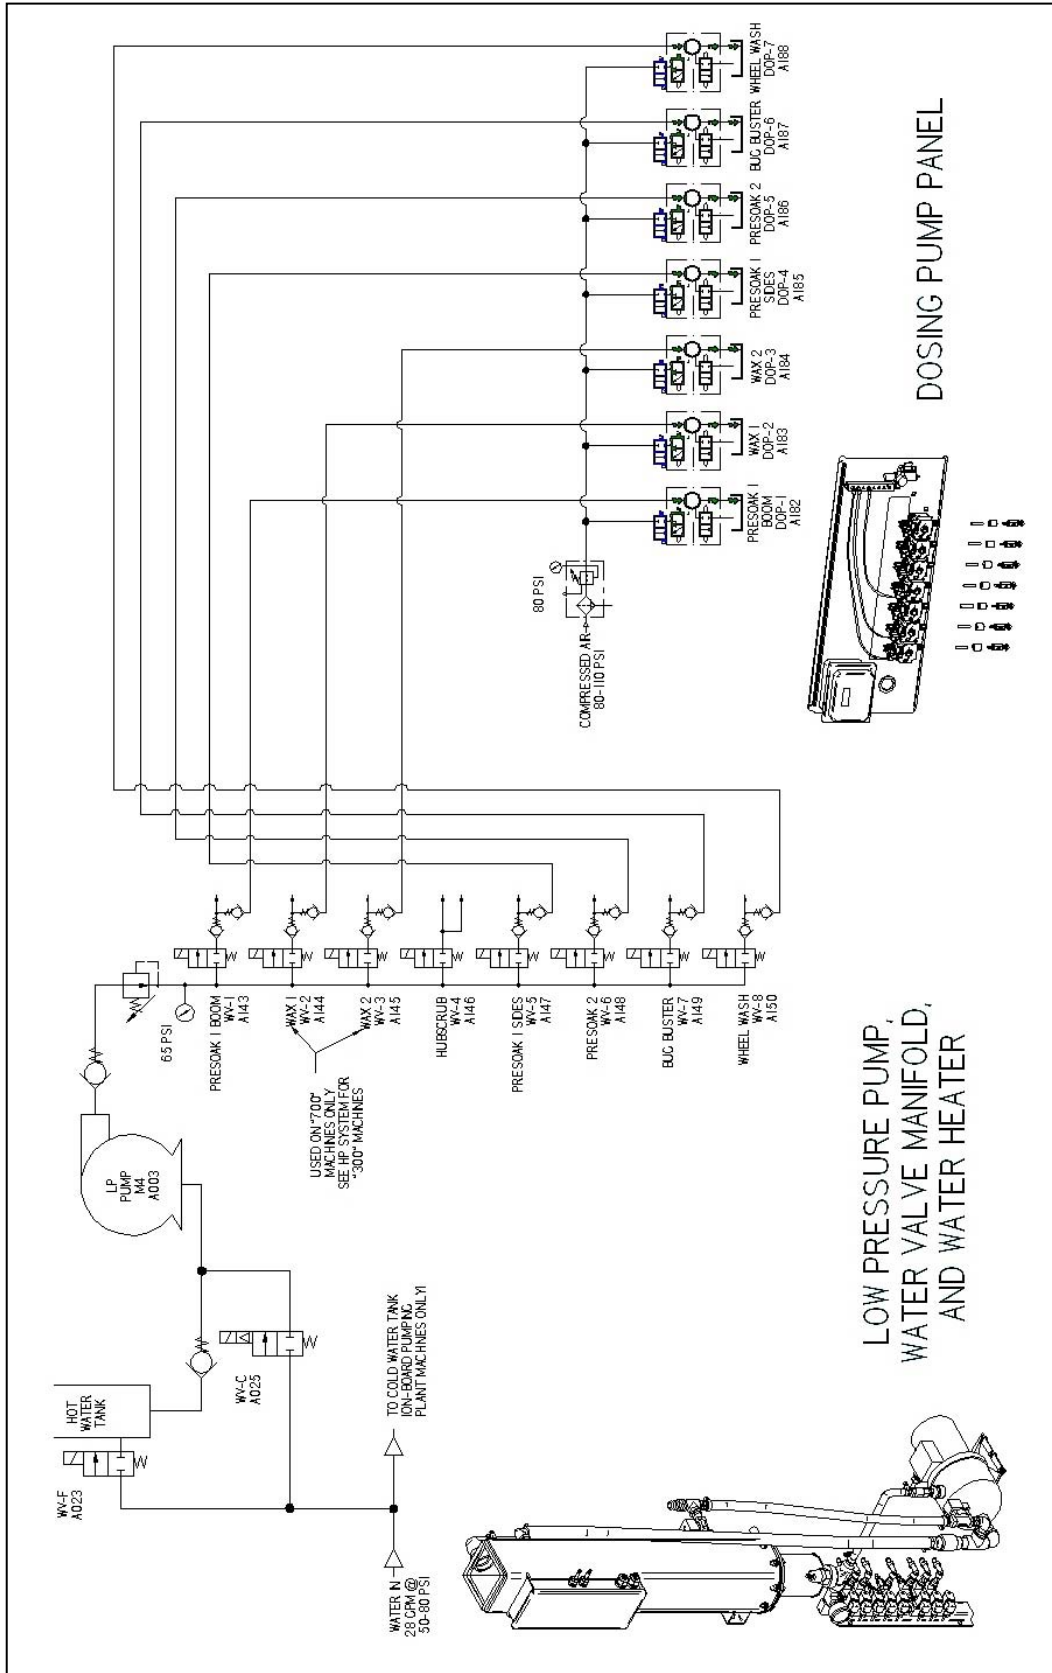 HOT
WATER
TANK
WV-F
A023
WV-C
A025
WATER IN
28 GPM @
50-80 PSI
TO COLD WATER TANK
(ON-BOARD PUMPING
PLANT MACHINES ONLY)
LP
PUMP
M4
A003
65 PSI
PRESOAK 1 BOOM
WV-1
A143
WAX 1
WV-2
A144
WAX 2
WV-3
A145
HUBSCRUB
WV-4
A146
PRESOAK 1 SIDES
WV-5
A147
PRESOAK 2
WV-6
A148
BUG BUSTER
WV-7
A149
WHEEL WASH
WV-8
A150
USED ON "700"
MACHINES ONLY
SEE HP SYSTEM FOR
"300" MACHINES
LOW PRESSURE PUMP,
WATER VALVE MANIFOLD,
AND WATER HEATER
COMPRESSED AIR
80-110 PSI
80 PSI
PRESOAK 1
BOOM
DOP-1
A182
WAX 1
DOP-2
A183
WAX 2
DOP-3
A184
PRESOAK 1
SIDES
DOP-4
A185
PRESOAK 2
DOP-5
A186
BUG BUSTER
DOP-6
A187
WHEEL WASH
DOP-7
A188
DOSING PUMP PANEL